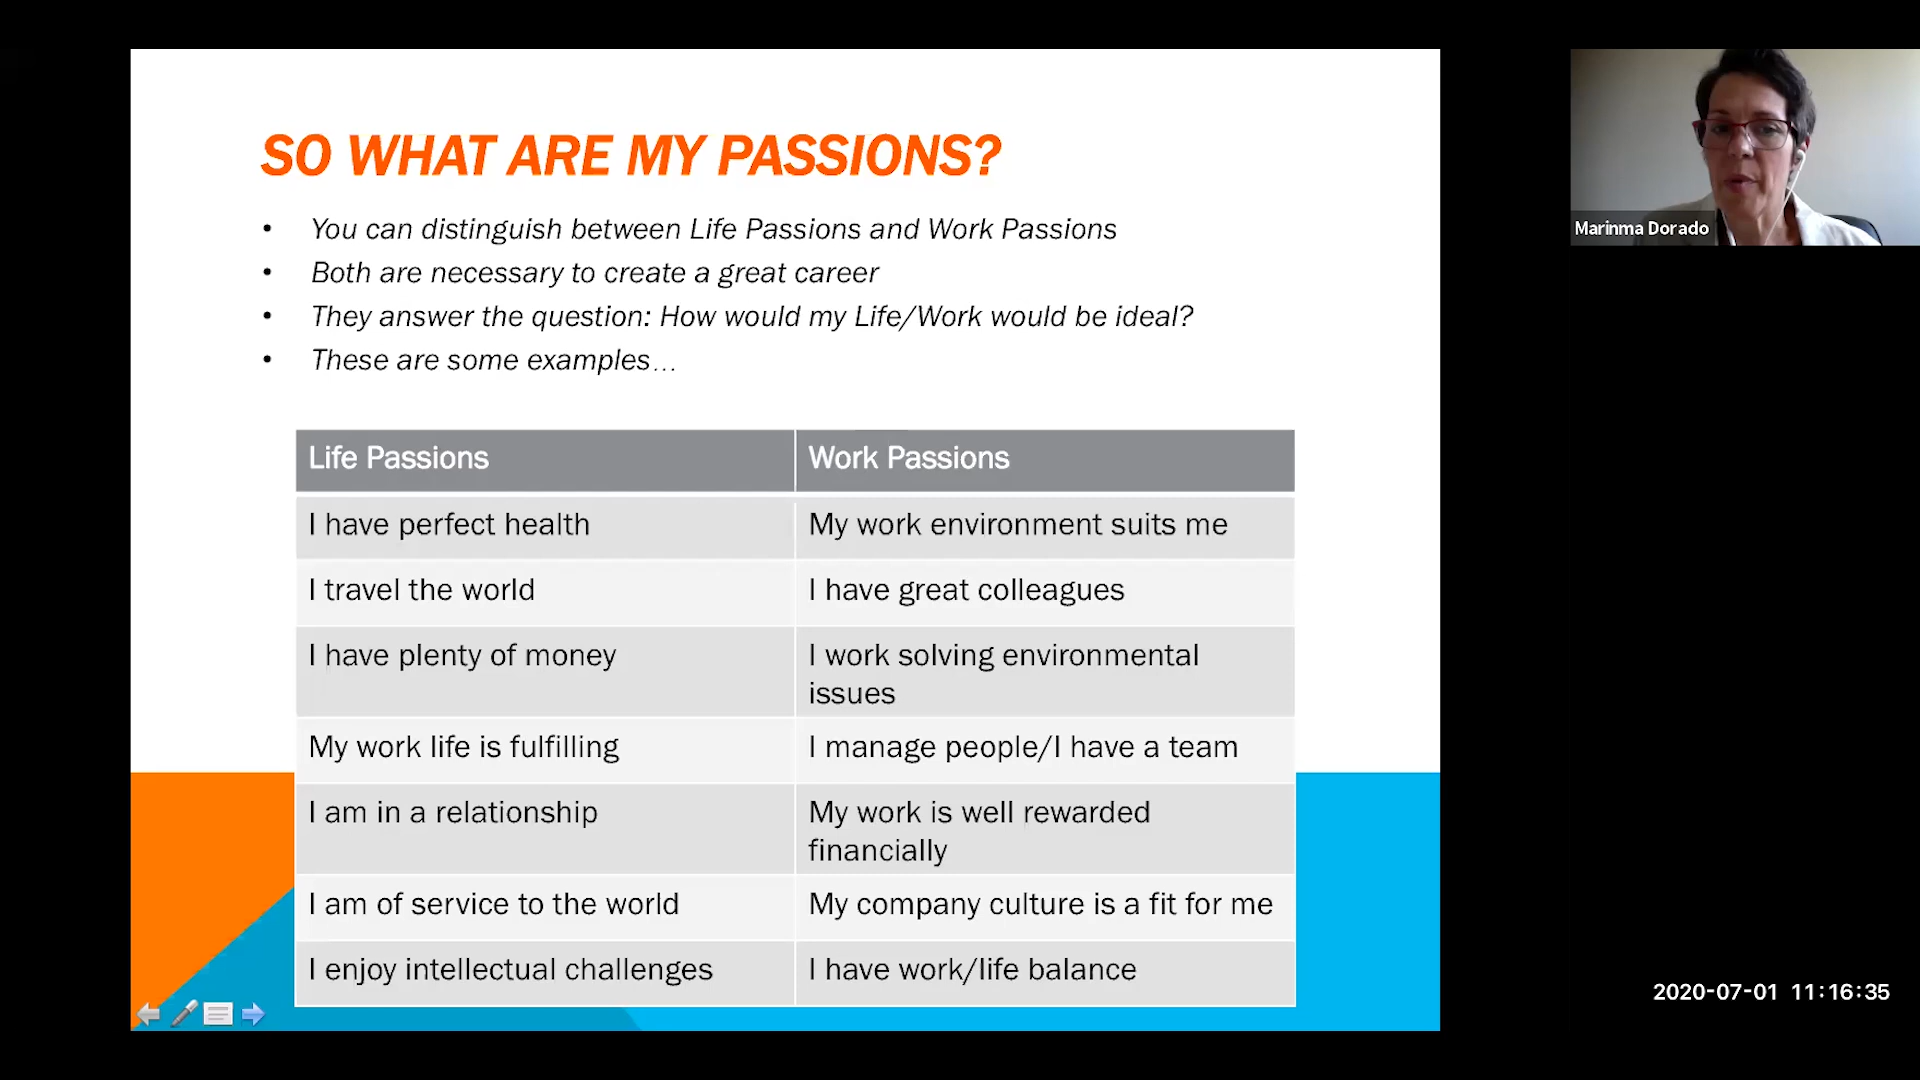 SO WHAT ARE MY PASSIONS?
• You can distinguish between Life Passions and Work Passions
• Both are necessary to create a great career
• They answer the question: How would my Life/Work would be ideal?
• These are some examples…
Life Passions
Work Passions
I have perfect health
My work environment suits me
I travel the world
I have great colleagues
I have plenty of money
I work solving environmental
issues
My work life is fulfilling
I manage people/I have a team
I am in a relationship
My work is well rewarded
financially
I am of service to the world
My company culture is a fit for me
I enjoy intellectual challenges
I have work/life balance
Marinma Dorado
2020-07-01 11:16:35